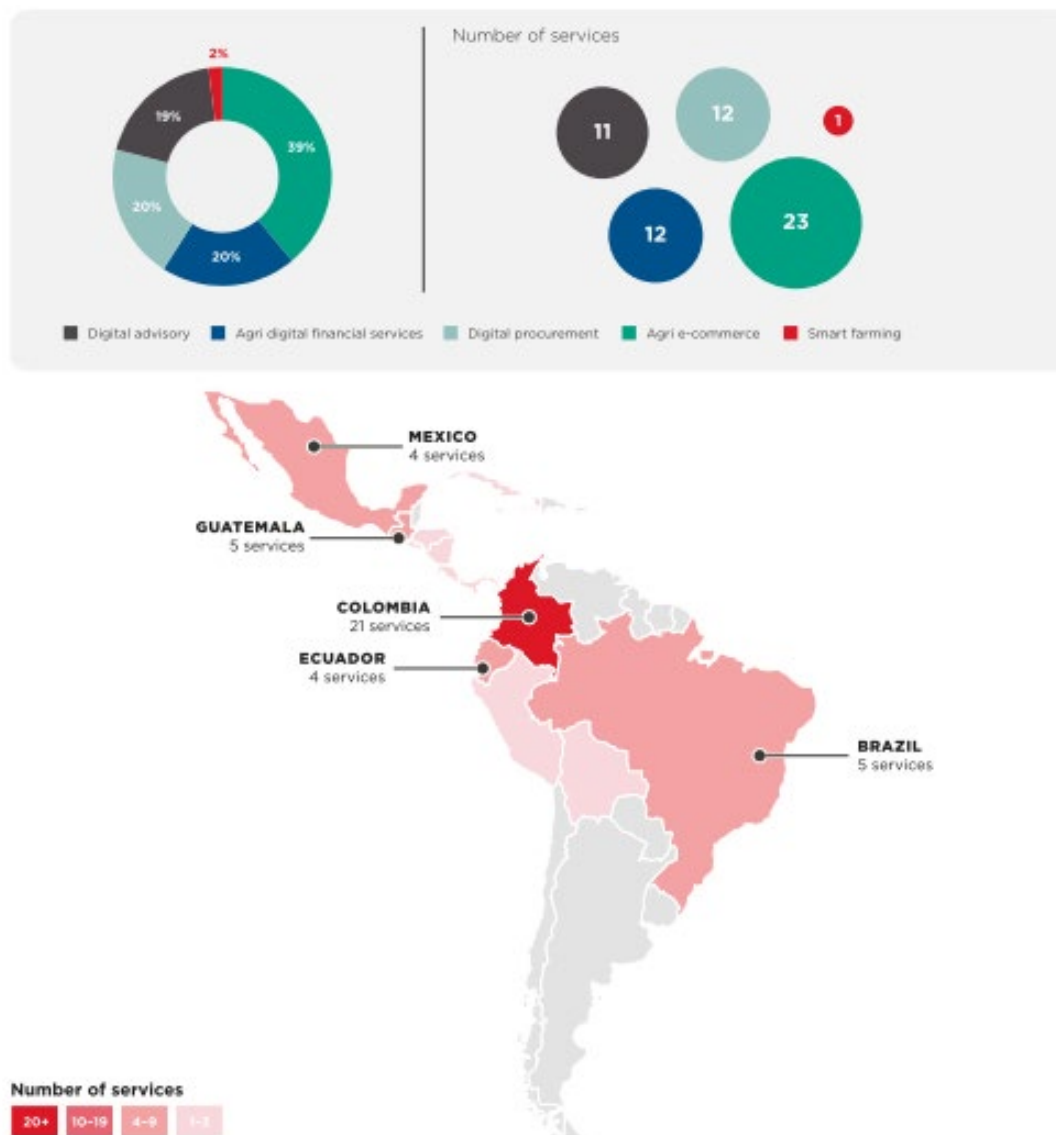 Number of services
2%
19%
39%
20%
20%
11
12
1
12
23
Digital advisory
Agri digital financial services
Digital procurement
Agri e-commerce
Smart farming
MEXICO
4 services
GUATEMALA
5 services
COLOMBIA
21 services
ECUADOR
4 services
BRAZIL
5 services
Number of services
20+
10-19
4-9
1-3